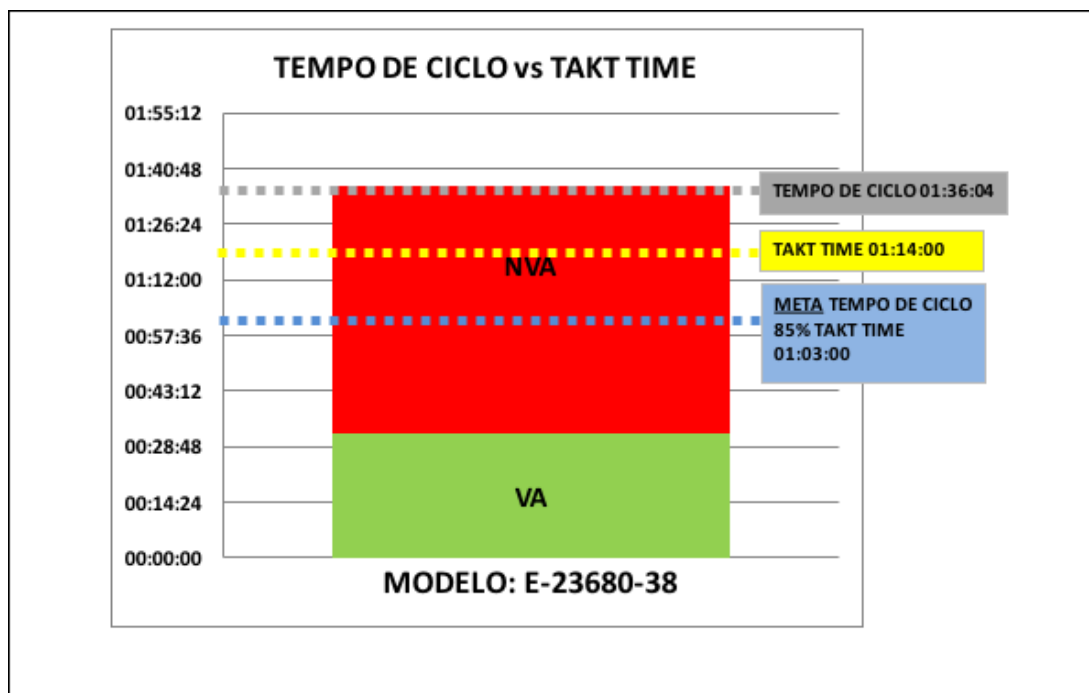 TEMPO DE CICLO vs TAKT TIME
01:55:12
01:40:48
TEMPO DE CICLO 01:36:04
01:26:24
TAKT TIME 01:14:00
NVA
01:12:00
META TEMPO DE CICLO
85% TAKT TIME
01:03:00
00:57:36
00:43:12
00:28:48
VA
00:14:24
00:00:00
MODELO: E-23680-38